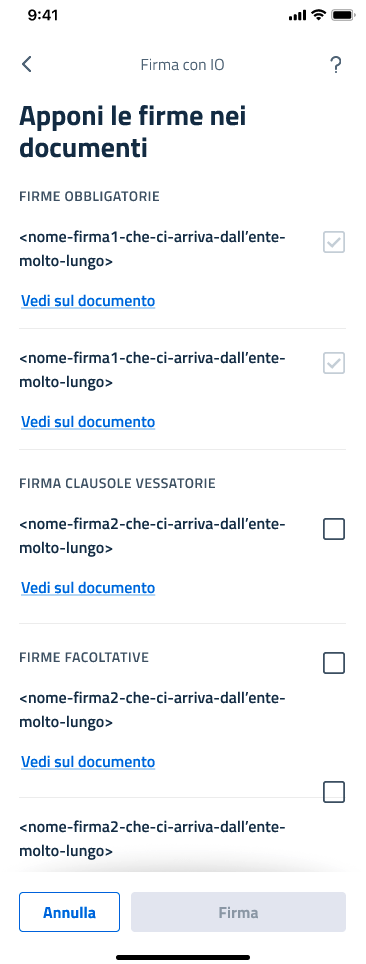 9:41
Firma con IO
Apponi le firme nei
documenti
FIRME OBBLIGATORIE
<nome-firma1-che-ci-arriva-dall’ente-
molto-lungo>
Vedi sul documento
<nome-firma1-che-ci-arriva-dall’ente-
molto-lungo>
Vedi sul documento
FIRMA CLAUSOLE VESSATORIE
<nome-firma2-che-ci-arriva-dall’ente-
molto-lungo>
Vedi sul documento
FIRME FACOLTATIVE
<nome-firma2-che-ci-arriva-dall’ente-
molto-lungo>
Vedi sul documento
<nome-firma2-che-ci-arriva-dall’ente-
molto-lungo>
Annulla
Firma